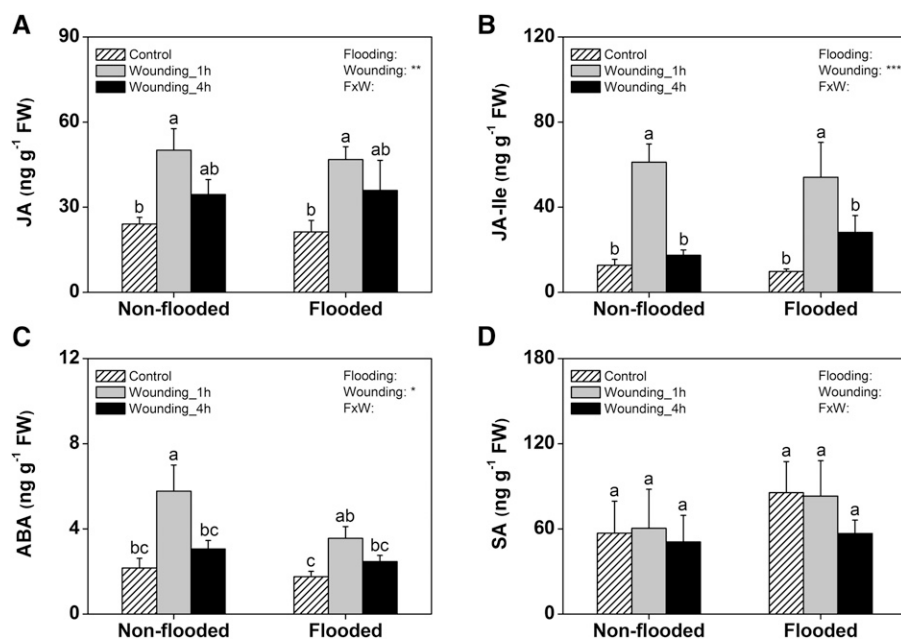 A
90
60
30
0
JA (ng g⁻¹ FW)
Control
Wounding_1h
Wounding_4h
Flooding:
Wounding: **
FxW:
b
a
ab
b
a
ab
Non-flooded
Flooded
B
120
80
40
0
JA-Ile (ng g⁻¹ FW)
Control
Wounding_1h
Wounding_4h
Flooding:
Wounding: ***
FxW:
b
a
b
b
a
b
Non-flooded
Flooded
C
12
8
4
0
ABA (ng g⁻¹ FW)
Control
Wounding_1h
Wounding_4h
Flooding:
Wounding: *
FxW:
bc
a
bc
c
ab
bc
Non-flooded
Flooded
D
180
120
60
0
SA (ng g⁻¹ FW)
Control
Wounding_1h
Wounding_4h
Flooding:
Wounding:
FxW:
a
a
a
a
a
a
Non-flooded
Flooded